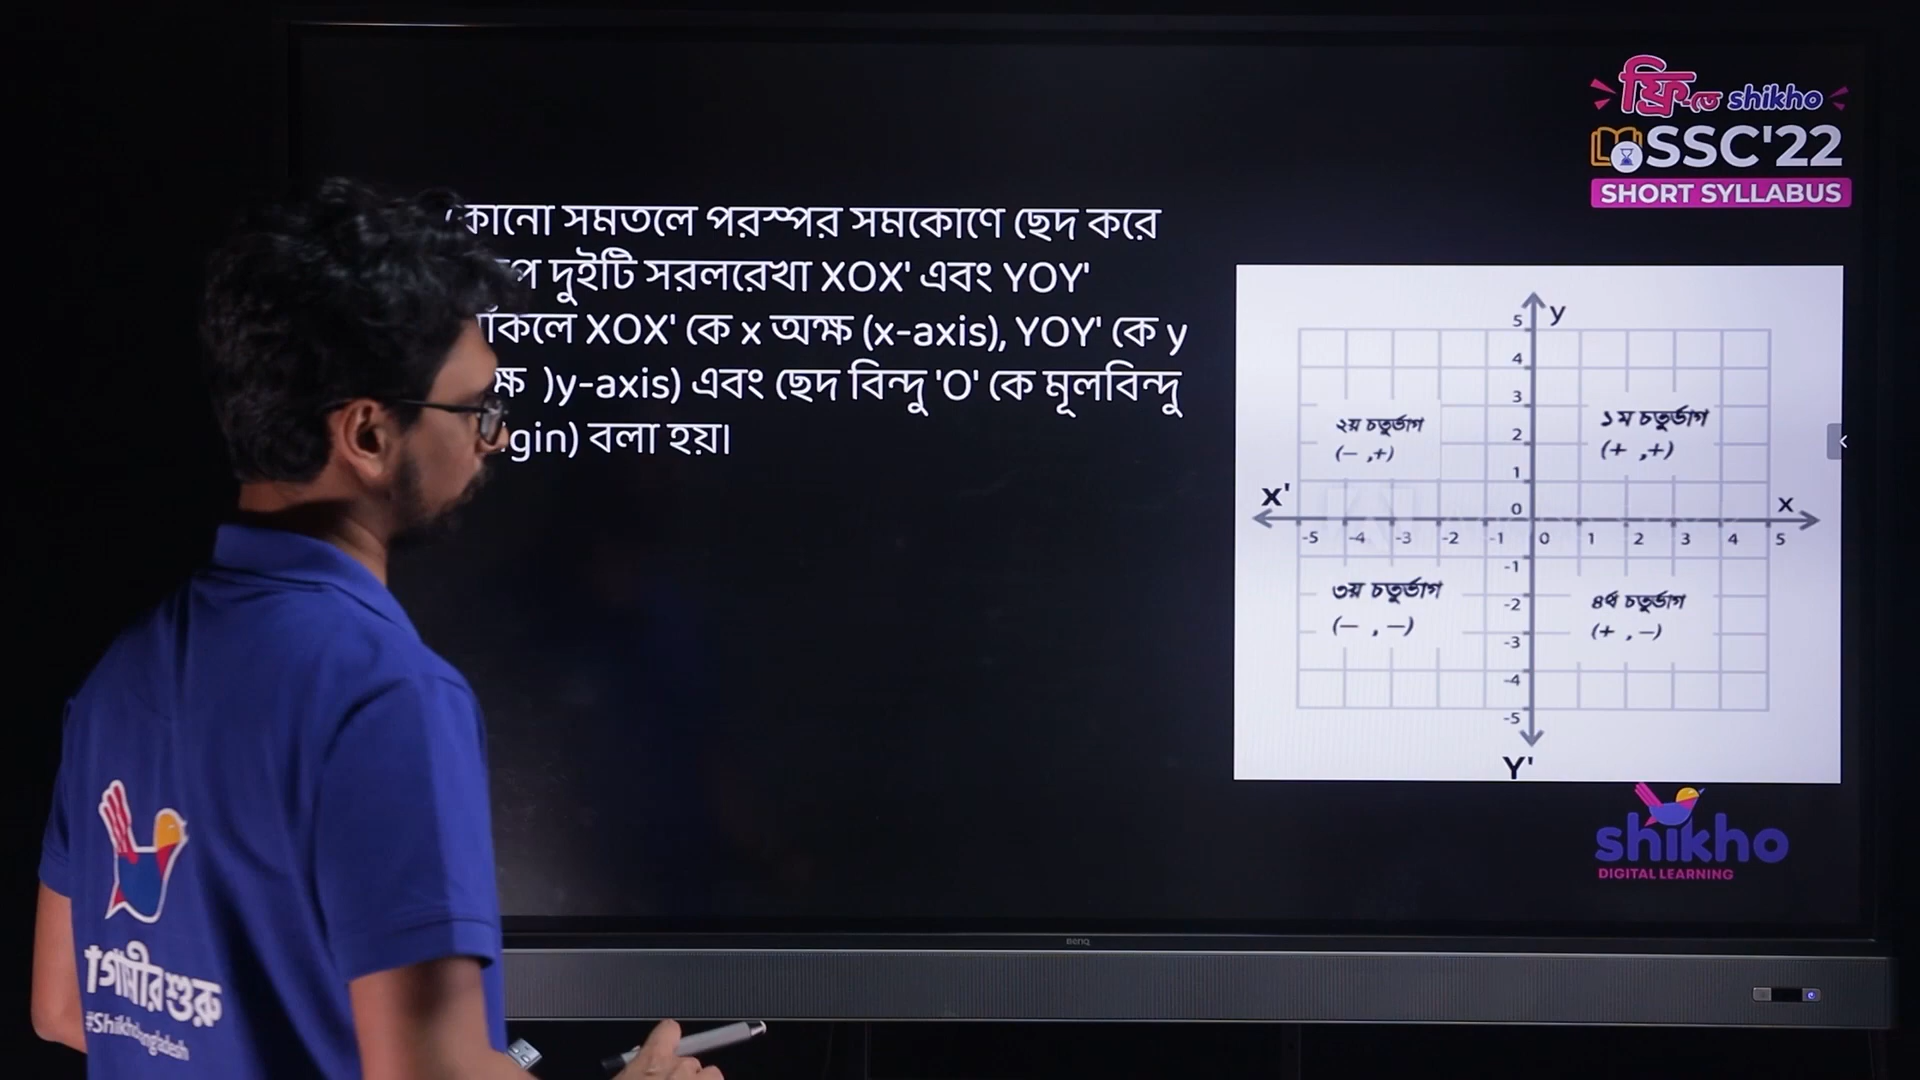 ফ্রি-তে shikho
SSC'22
SHORT SYLLABUS
কোনো সমতলে পরস্পর সমকোণে ছেদ করে
দুইটি সরলরেখা XOX' এবং YOY'
XOX' কে x অক্ষ (x-axis), YOY' কে y
)y-axis) এবং ছেদ বিন্দু 'O' কে মূলবিন্দু
gin) বলা হয়।
y
5
4
3
2
1
0
২য় চতুর্ভাগ
(− ,+)
১ম চতুর্ভাগ
(+ ,+)
X'
x
-5 -4 -3 -2 -1 0 1 2 3 4 5
-1
-2
-3
-4
-5
৩য় চতুর্ভাগ
(− , −)
৪র্থ চতুর্ভাগ
(+ , −)
Y'
shikho
DIGITAL LEARNING
BenQ
শুরু